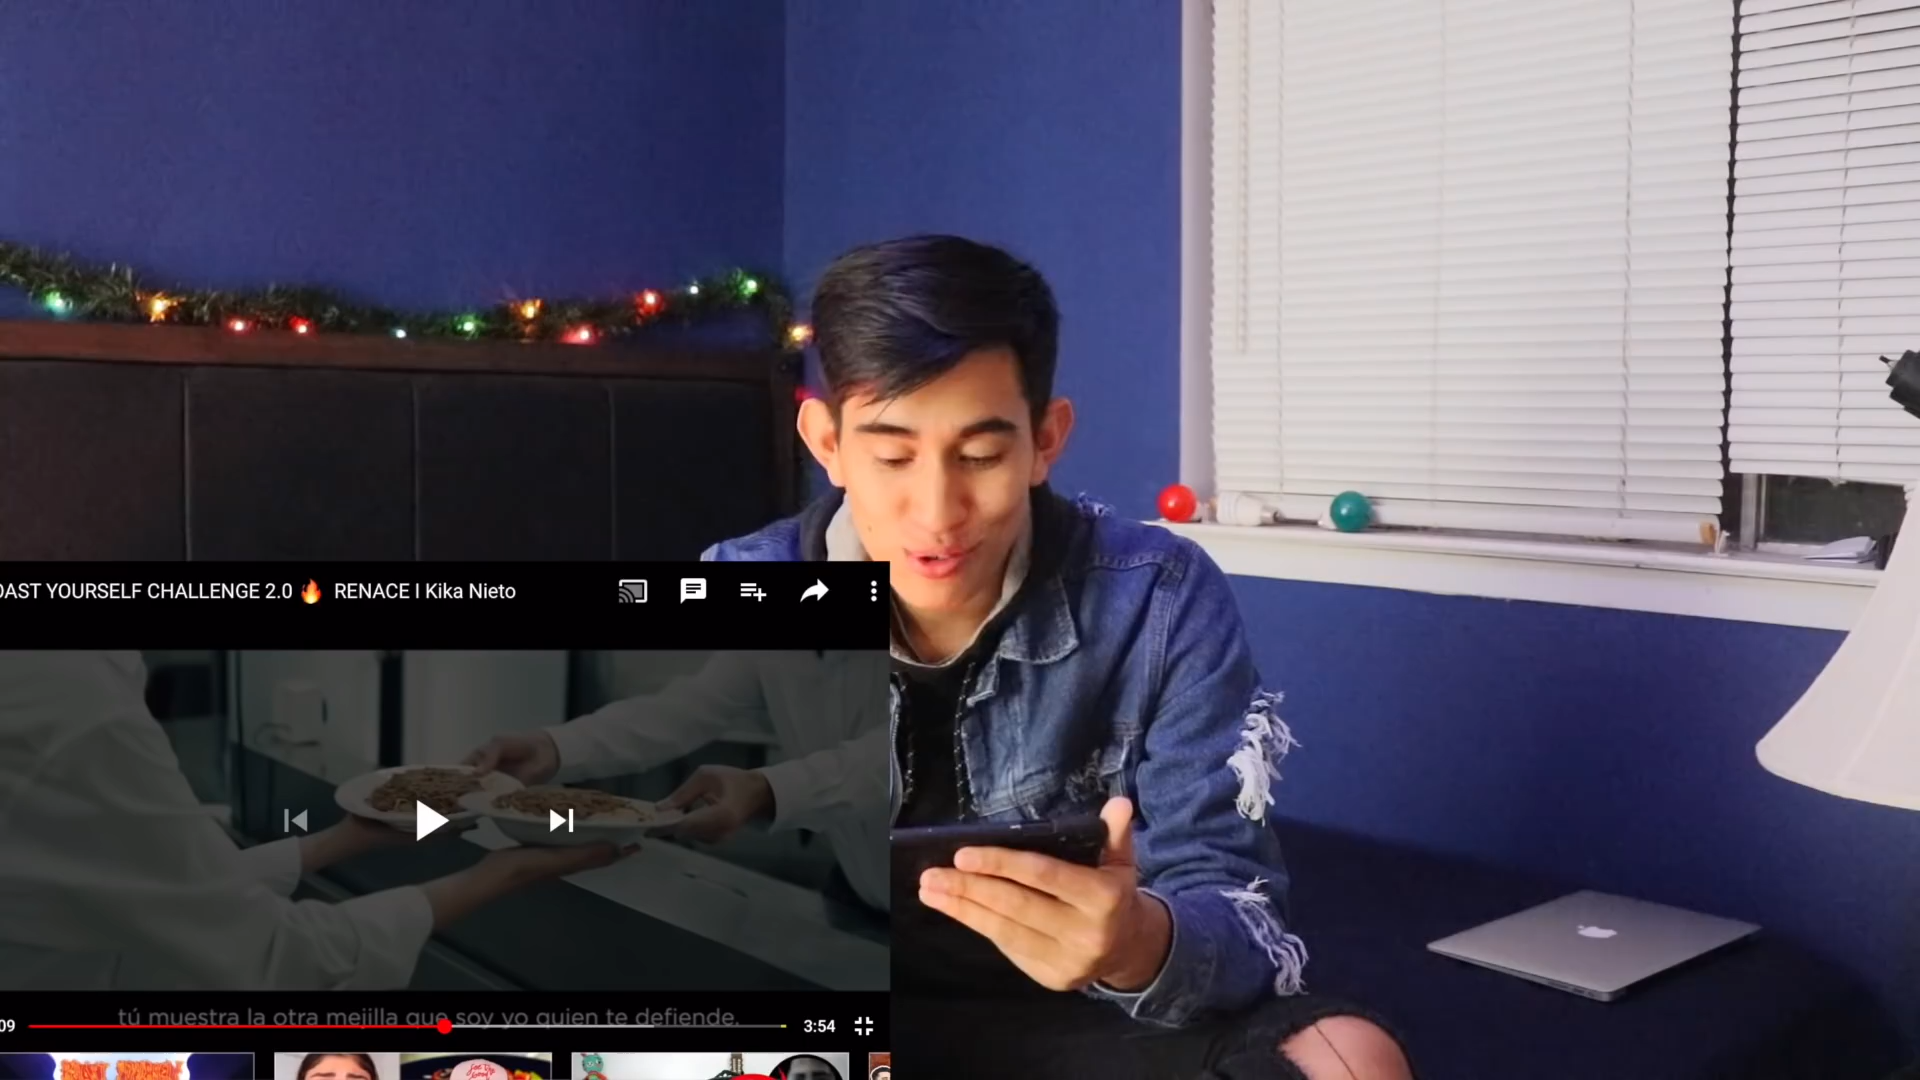 OAST YOURSELF CHALLENGE 2.0 🔥 RENACE I Kika Nieto
tú muestra la otra mejilla que soy yo quien te defiende.
09
3:54